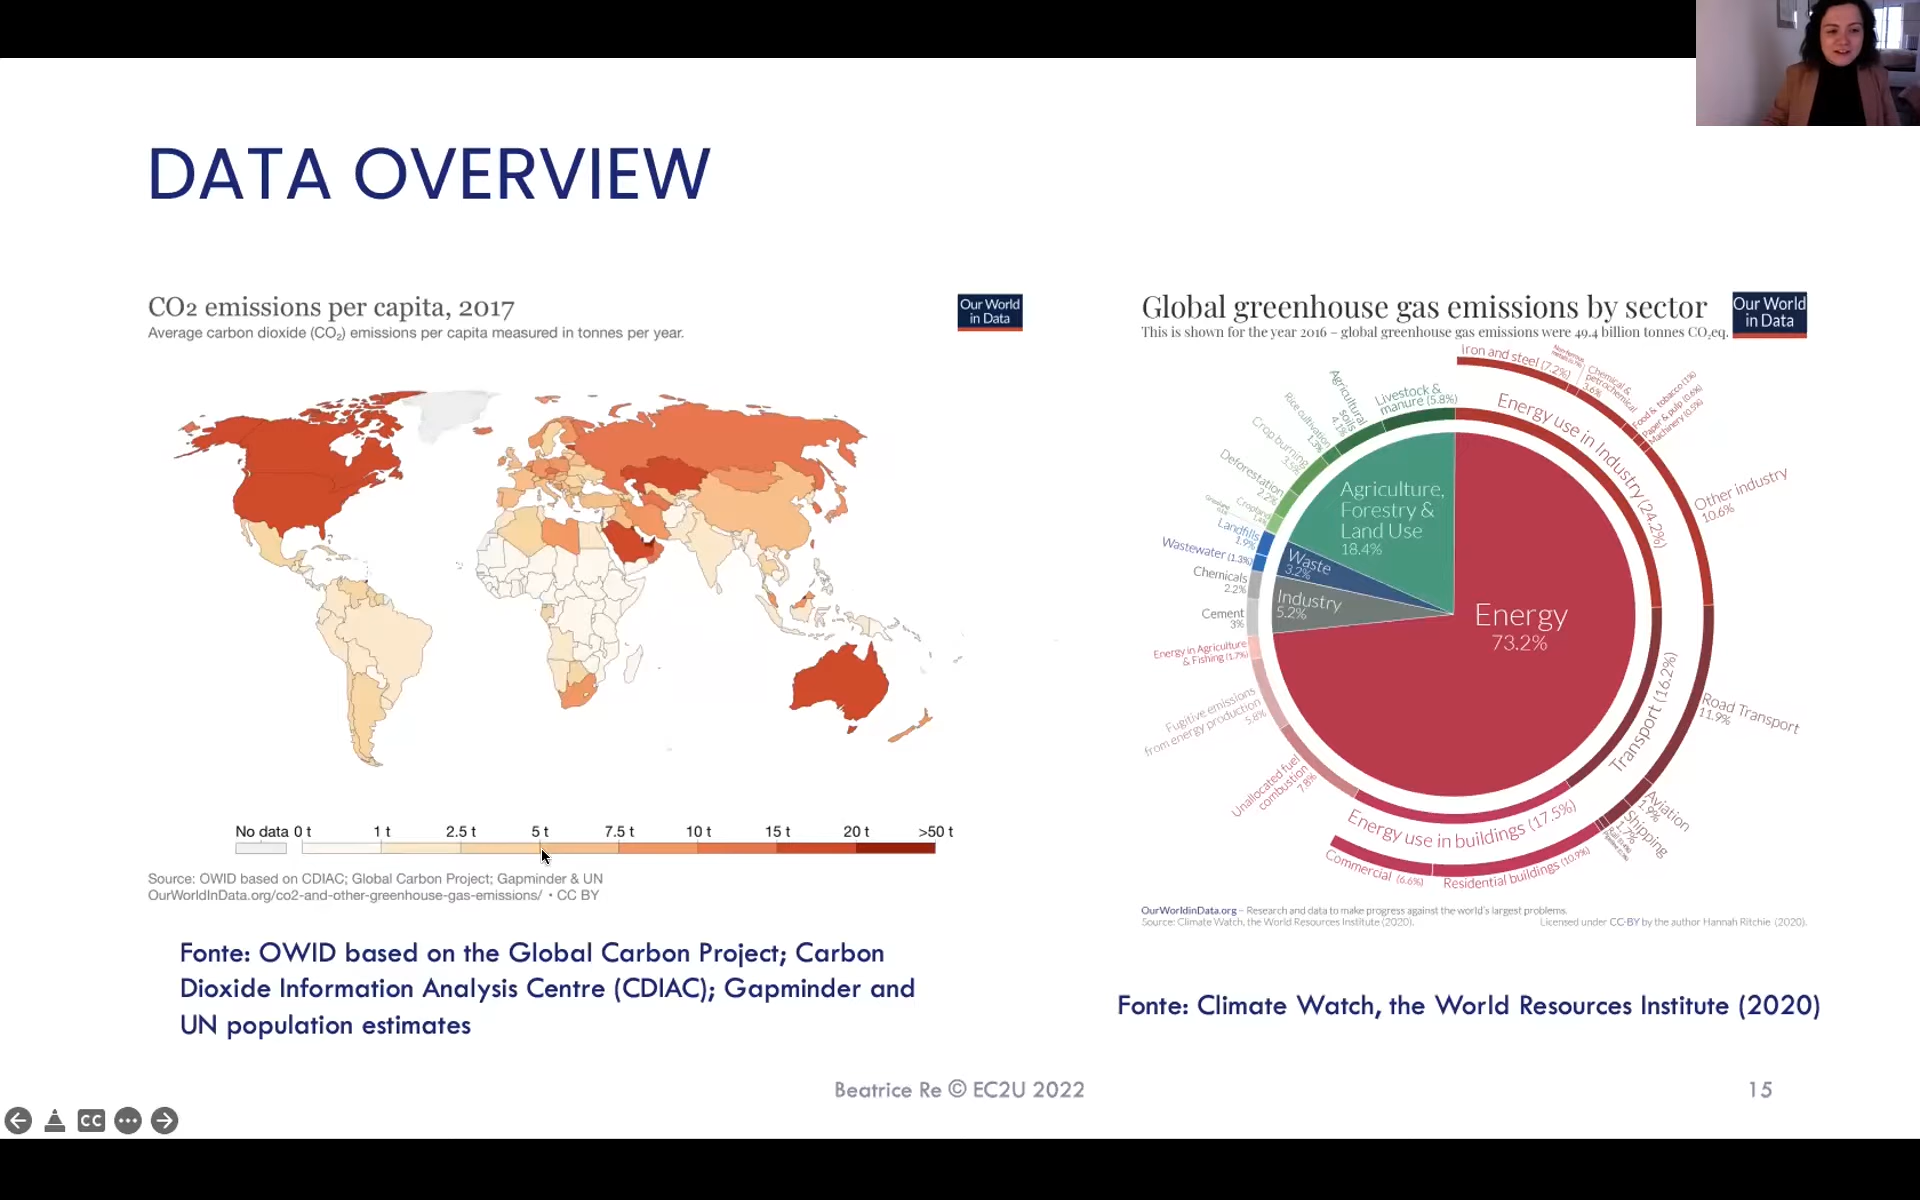 DATA OVERVIEW
CO2 emissions per capita, 2017
Average carbon dioxide (CO₂) emissions per capita measured in tonnes per year.
Our World
in Data
No data
0 t
1 t
2.5 t
5 t
7.5 t
10 t
15 t
20 t
>50 t
Source: OWID based on CDIAC; Global Carbon Project; Gapminder & UN
OurWorldInData.org/co2-and-other-greenhouse-gas-emissions/ • CC BY
Fonte: OWID based on the Global Carbon Project; Carbon
Dioxide Information Analysis Centre (CDIAC); Gapminder and
UN population estimates
Global greenhouse gas emissions by sector
This is shown for the year 2016 – global greenhouse gas emissions were 49.4 billion tonnes CO₂eq.
Our World
in Data
Iron and steel (7.2%)
Chemical &
petrochemical
3.6%
Food & tobacco (1%)
Paper & pulp (0.6%)
Machinery (0.5%)
Energy use in Industry (24.2%)
Other industry
10.6%
Transport (16.2%)
Road Transport
11.9%
Aviation
1.9%
Shipping
1.7%
Energy use in buildings (17.5%)
Residential buildings (10.9%)
Commercial (6.6%)
Unallocated fuel
combustion
7.8%
Fugitive emissions
from energy production
5.8%
Energy in Agriculture
& Fishing (1.7%)
Cement
3%
Chemicals
2.2%
Wastewater (1.3%)
Landfills
1.9%
Cropland
Deforestation
2.2%
Crop burning
3.5%
Rice cultivation
1.3%
Agricultural
soils
4.1%
Livestock &
manure (5.8%)
Agriculture,
Forestry &
Land Use
18.4%
Waste
3.2%
Industry
5.2%
Energy
73.2%
OurWorldinData.org – Research and data to make progress against the world's largest problems.
Source: Climate Watch, the World Resources Institute (2020).
Licensed under CC-BY by the author Hannah Ritchie (2020).
Fonte: Climate Watch, the World Resources Institute (2020)
Beatrice Re © EC2U 2022
15
CC